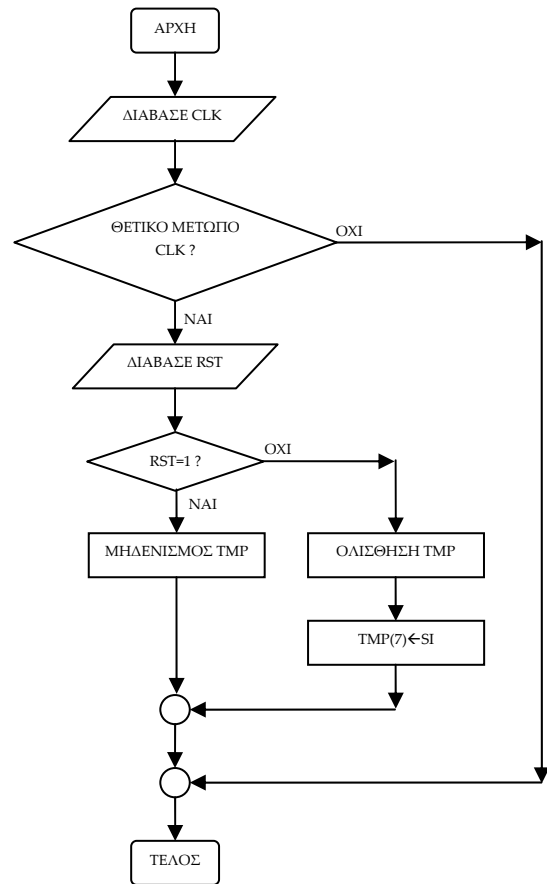 ΑΡΧΗ
ΔΙΑΒΑΣΕ CLK
ΘΕΤΙΚΟ ΜΕΤΩΠΟ
CLK ?
ΟΧΙ
ΝΑΙ
ΔΙΑΒΑΣΕ RST
RST=1 ?
ΟΧΙ
ΝΑΙ
ΜΗΔΕΝΙΣΜΟΣ TMP
ΟΛΙΣΘΗΣΗ TMP
TMP(7)←SI
ΤΕΛΟΣ